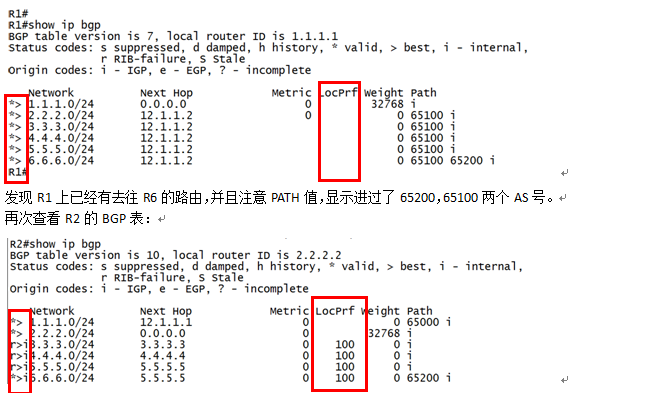 R1#
R1#show ip bgp
BGP table version is 7, local router ID is 1.1.1.1
Status codes: s suppressed, d damped, h history, * valid, > best, i - internal,
r RIB-failure, S Stale
Origin codes: i - IGP, e - EGP, ? - incomplete
Network Next Hop Metric LocPrf Weight Path
*> 1.1.1.0/24 0.0.0.0 0 32768 i
*> 2.2.2.0/24 12.1.1.2 0 0 65100 i
*> 3.3.3.0/24 12.1.1.2 0 65100 i
*> 4.4.4.0/24 12.1.1.2 0 65100 i
*> 5.5.5.0/24 12.1.1.2 0 65100 i
*> 6.6.6.0/24 12.1.1.2 0 65100 65200 i
R1#
发现 R1 上已经有去往 R6 的路由,并且注意 PATH 值,显示进过了 65200,65100 两个 AS 号。
再次查看 R2 的 BGP 表:
R2#show ip bgp
BGP table version is 10, local router ID is 2.2.2.2
Status codes: s suppressed, d damped, h history, * valid, > best, i - internal,
r RIB-failure, S Stale
Origin codes: i - IGP, e - EGP, ? - incomplete
Network Next Hop Metric LocPrf Weight Path
*> 1.1.1.0/24 12.1.1.1 0 0 65000 i
*> 2.2.2.0/24 0.0.0.0 0 32768 i
r>i3.3.3.0/24 3.3.3.3 0 100 0 i
r>i4.4.4.0/24 4.4.4.4 0 100 0 i
r>i5.5.5.0/24 5.5.5.5 0 100 0 i
*>i6.6.6.0/24 5.5.5.5 0 100 0 65200 i